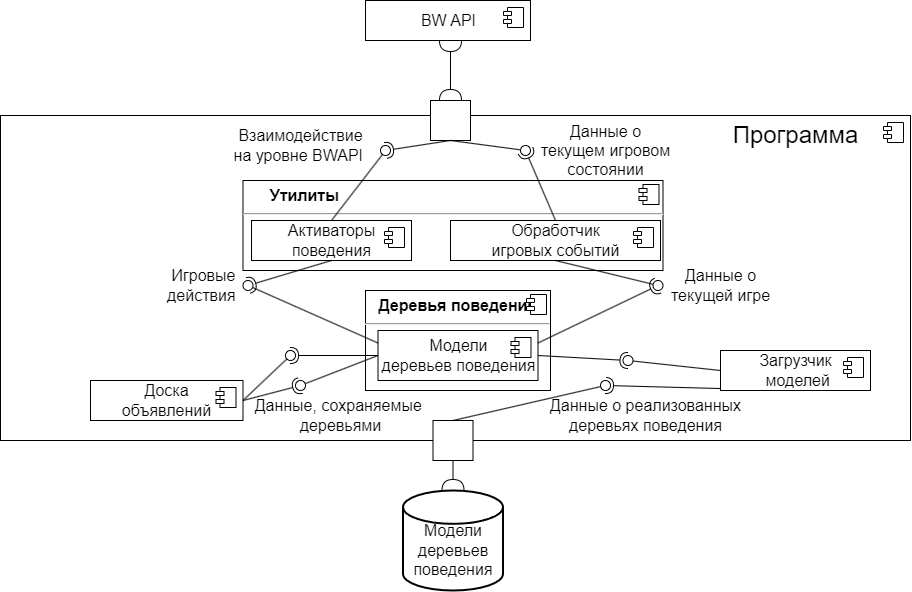 BW API
Программа
Взаимодействие
на уровне BWAPI
Данные о
текущем игровом
состоянии
Утилиты
Активаторы
поведения
Обработчик
игровых событий
Игровые
действия
Данные о
текущей игре
Деревья поведени
Модели
деревьев поведения
Загрузчик
моделей
Доска
объявлений
Данные, сохраняемые
деревьями
Данные о реализованных
деревьях поведения
Модели
деревьев
поведения